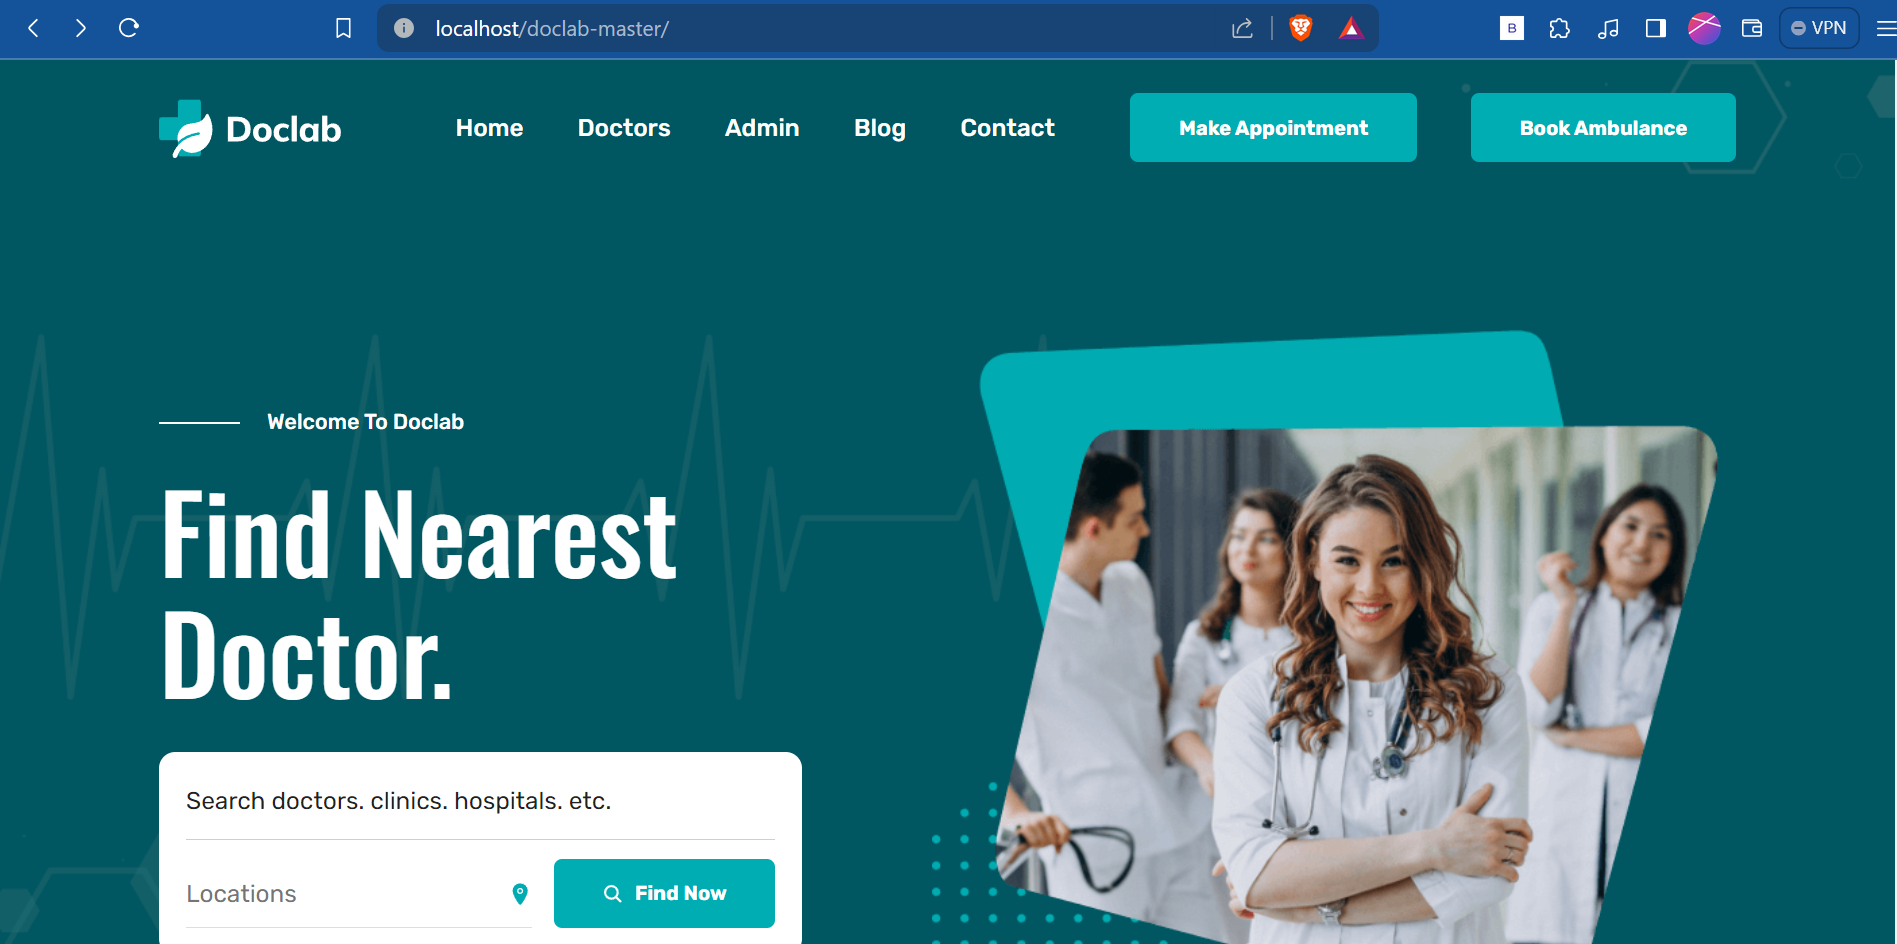 localhost/doclab-master/
B
VPN
Doclab
Home Doctors Admin Blog Contact Make Appointment Book Ambulance
Welcome To Doclab
Find Nearest
Doctor.
Search doctors. clinics. hospitals. etc.
Locations
Find Now